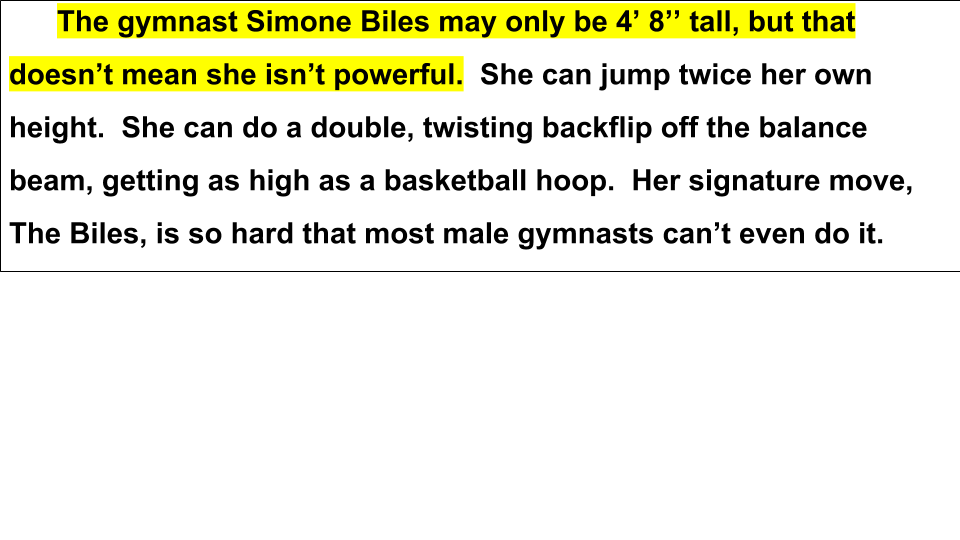 The gymnast Simone Biles may only be 4’ 8’’ tall, but that
doesn’t mean she isn’t powerful.  She can jump twice her own
height.  She can do a double, twisting backflip off the balance
beam, getting as high as a basketball hoop.  Her signature move,
The Biles, is so hard that most male gymnasts can’t even do it.